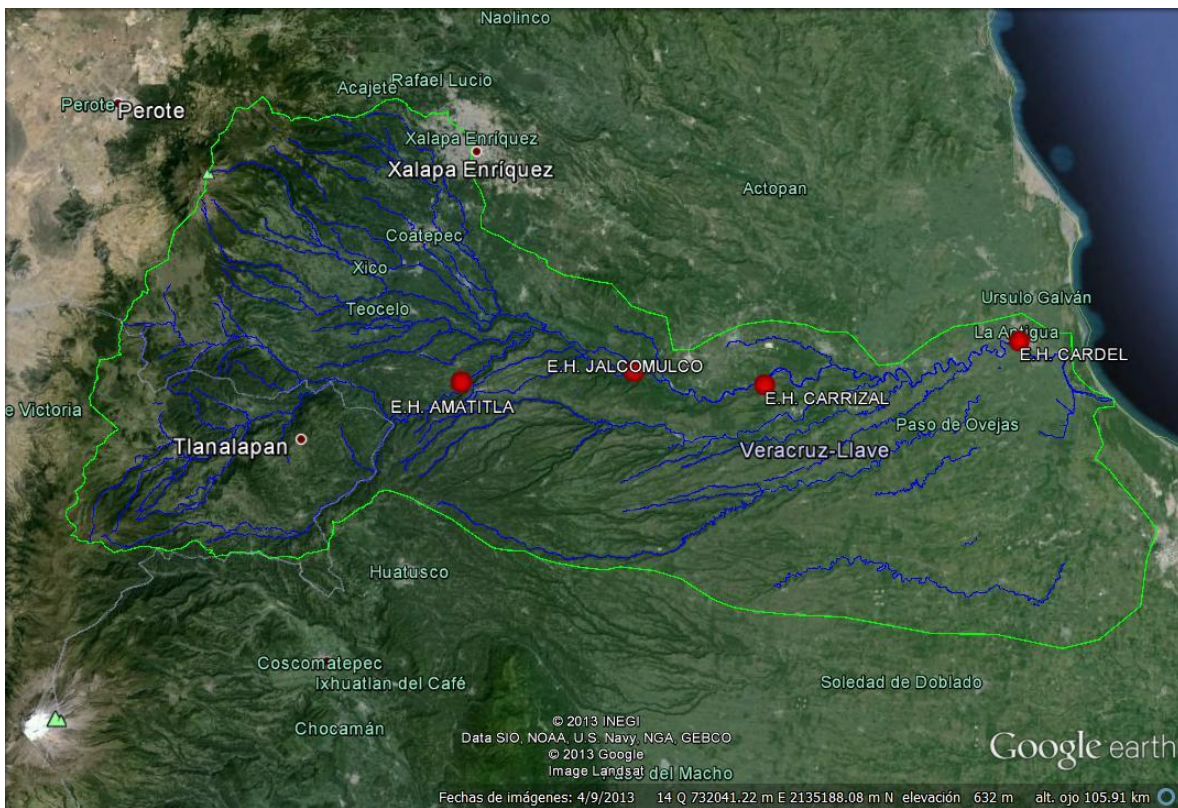 Naolinco
Acajete
Rafael Lucio
Perote
Perote
Xalapa Enríquez
Xalapa Enríquez
Actopan
Coatepec
Xico
Teocelo
Ursulo Galván
La Antigua
E.H. CARDEL
E.H. JALCOMULCO
E.H. AMATITLA
E.H. CARRIZAL
e Victoria
Paso de Ovejas
Tlanalapan
Veracruz-Llave
Huatusco
Coscomatepec
Ixhuatlan del Café
Soledad de Doblado
Chocamán
© 2013 INEGI
Data SIO, NOAA, U.S. Navy, NGA, GEBCO
© 2013 Google
Image Landsat
del Macho
Google earth
Fechas de imágenes: 4/9/2013 14 Q 732041.22 m E 2135188.08 m N elevación 632 m alt. ojo 105.91 km